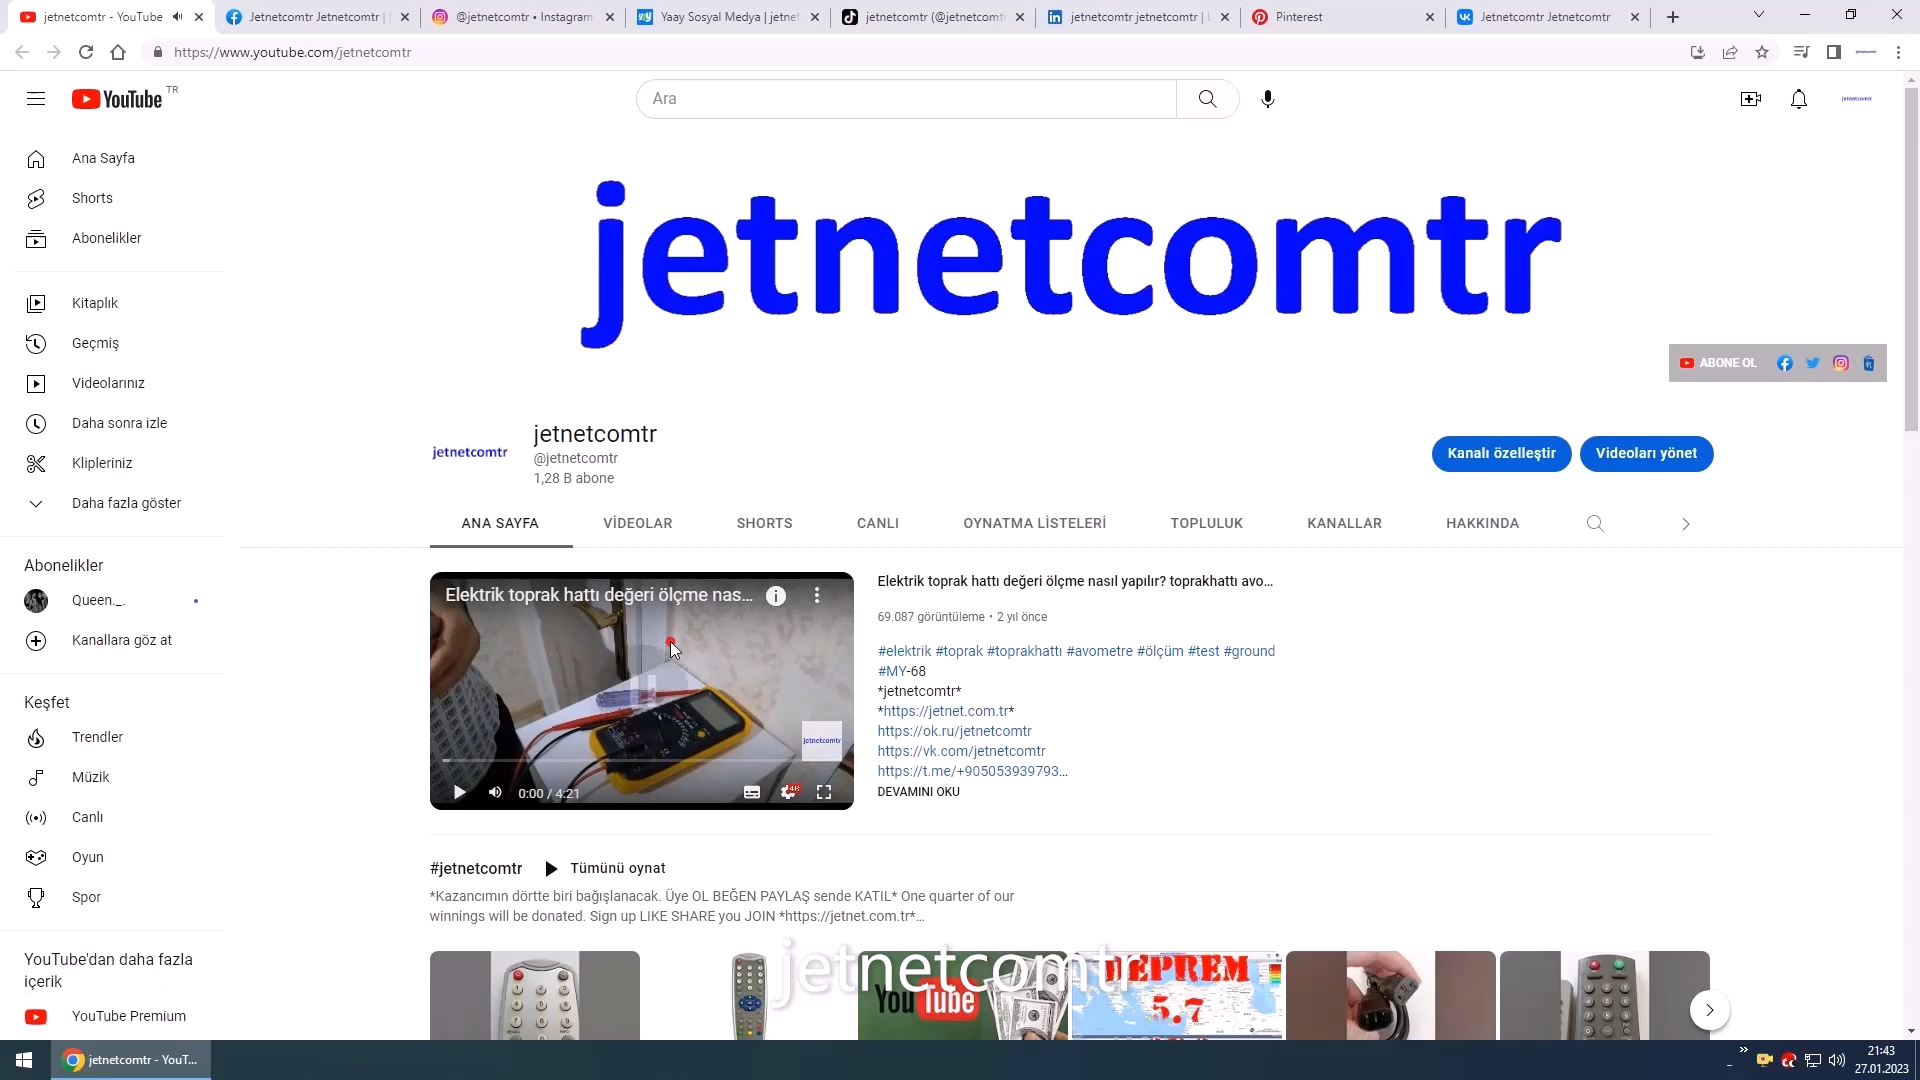 jetnetcomtr - YouTube
Jetnetcomtr Jetnetcomtr |
@jetnetcomtr • Instagram
Yaay Sosyal Medya | jetnet
jetnetcomtr (@jetnetcomt
jetnetcomtr jetnetcomtr |
Pinterest
Jetnetcomtr Jetnetcomtr
https://www.youtube.com/jetnetcomtr
YouTube TR
Ara
jetnetcomtr
Ana Sayfa
Shorts
Abonelikler
Kitaplık
Geçmiş
Videolarınız
Daha sonra izle
Klipleriniz
Daha fazla göster
Abonelikler
Queen._.
Kanallara göz at
Keşfet
Trendler
Müzik
Canlı
Oyun
Spor
YouTube'dan daha fazla
içerik
YouTube Premium
jetnetcomtr
ABONE OL
jetnetcomtr
jetnetcomtr
@jetnetcomtr
1,28 B abone
Kanalı özelleştir
Videoları yönet
ANA SAYFA
VİDEOLAR
SHORTS
CANLI
OYNATMA LİSTELERİ
TOPLULUK
KANALLAR
HAKKINDA
Elektrik toprak hattı değeri ölçme nas...
jetnetcomtr
0:00 / 4:21
4K
Elektrik toprak hattı değeri ölçme nasıl yapılır? toprakhattı avo...
69.087 görüntüleme • 2 yıl önce
#elektrik #toprak #toprakhattı #avometre #ölçüm #test #ground
#MY-68
*jetnetcomtr*
*https://jetnet.com.tr*
https://ok.ru/jetnetcomtr
https://vk.com/jetnetcomtr
https://t.me/+905053939793...
DEVAMINI OKU
#jetnetcomtr
Tümünü oynat
*Kazancımın dörtte biri bağışlanacak. Üye OL BEĞEN PAYLAŞ sende KATIL* One quarter of our
winnings will be donated. Sign up LIKE SHARE you JOIN *https://jetnet.com.tr*...
jetnetcomtr
YouTube
DEPREM
5.7
jetnetcomtr - YouT...
21:43
27.01.2023